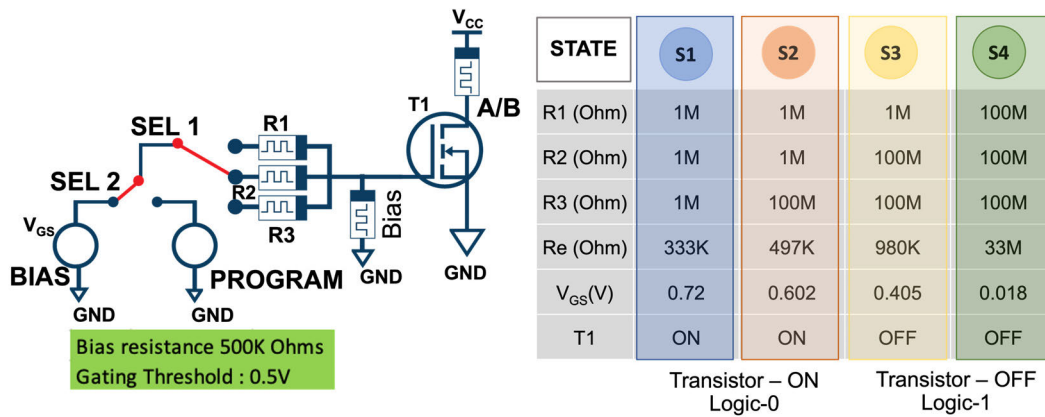 V_CC
T1
A/B
SEL 1
R1
SEL 2
R2
R3
Bias
V_GS
BIAS
PROGRAM
GND
GND
GND
GND
Bias resistance 500K Ohms
Gating Threshold : 0.5V
STATE S1 S2 S3 S4
R1 (Ohm) 1M 1M 1M 100M
R2 (Ohm) 1M 1M 100M 100M
R3 (Ohm) 1M 100M 100M 100M
Re (Ohm) 333K 497K 980K 33M
V_GS(V) 0.72 0.602 0.405 0.018
T1 ON ON OFF OFF
Transistor – ON
Logic-0
Transistor – OFF
Logic-1